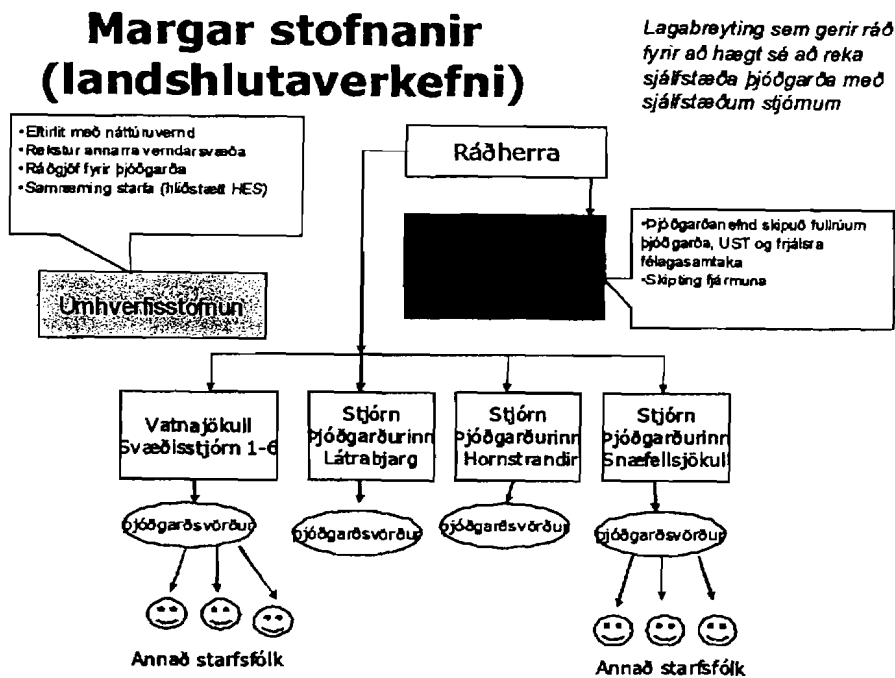 Margar stofnanir
(landshlutaverkefni)
Lagabreyting sem gerir ráð
fyrir að hægt sé að reka
sjálfstæða þjóðgarða með
sjálfstæðum stjórnum
•Eftirlit með náttúruvernd
•Rekstur annarra verndarsvæða
•Ráðgjöf fyrir þjóðgarða
•Samræming starfa (hliðstætt HES)
Ráðherra
•Þjóðgarðanefnd skipuð fulltrúum
þjóðgarða, UST og frjálsra
félagasamtaka
•Skipting fjármuna
Umhverfisstofnun
Vatnajökull
Svæðisstjórn 1-6
Stjórn
Þjóðgarðurinn
Látrabjarg
Stjórn
Þjóðgarðurinn
Hornstrandir
Stjórn
Þjóðgarðurinn
Snæfellsjökull
þjóðgarðsvörður
þjóðgarðsvörður
þjóðgarðsvörður
þjóðgarðsvörður
Annað starfsfólk
Annað starfsfólk